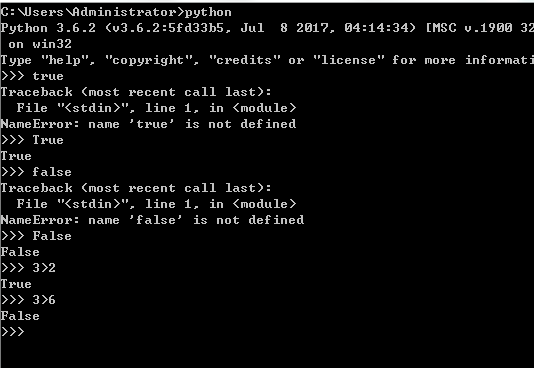 C:\Users\Administrator>python
Python 3.6.2 (v3.6.2:5fd33b5, Jul  8 2017, 04:14:34) [MSC v.1900 32
 on win32
Type "help", "copyright", "credits" or "license" for more informati
>>> true
Traceback (most recent call last):
  File "<stdin>", line 1, in <module>
NameError: name 'true' is not defined
>>> True
True
>>> false
Traceback (most recent call last):
  File "<stdin>", line 1, in <module>
NameError: name 'false' is not defined
>>> False
False
>>> 3>2
True
>>> 3>6
False
>>>